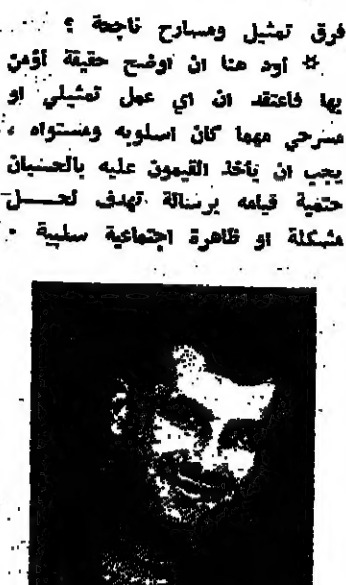 فرق تمثيل ومسارح ناجحة ؟
* أود هنا ان اوضح حقيقة أؤمن
بها فاعتقد ان اي عمل تمثيلي او
مسرحي مهما كان اسلوبه ومستواه ،
يجب ان يأخذ القيمون عليه بالحسبان
حتمية قيامه برسالة تهدف لحـــل
مشكلة او ظاهرة اجتماعية سلبية .